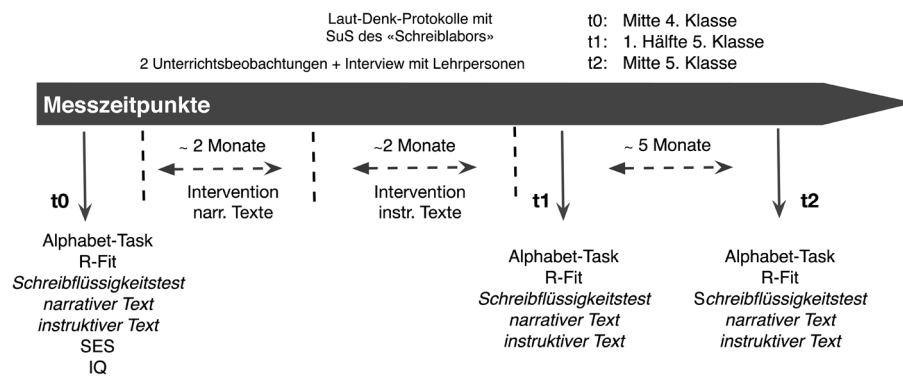 Laut-Denk-Protokolle mit
SuS des «Schreiblabors»
2 Unterrichtsbeobachtungen + Interview mit Lehrpersonen
t0: Mitte 4. Klasse
t1: 1. Hälfte 5. Klasse
t2: Mitte 5. Klasse
Messzeitpunkte
~ 2 Monate
~2 Monate
~ 5 Monate
Intervention
narr. Texte
Intervention
instr. Texte
t0
Alphabet-Task
R-Fit
Schreibflüssigkeitstest
narrativer Text
instruktiver Text
SES
IQ
t1
Alphabet-Task
R-Fit
Schreibflüssigkeitstest
narrativer Text
instruktiver Text
t2
Alphabet-Task
R-Fit
Schreibflüssigkeitstest
narrativer Text
instruktiver Text